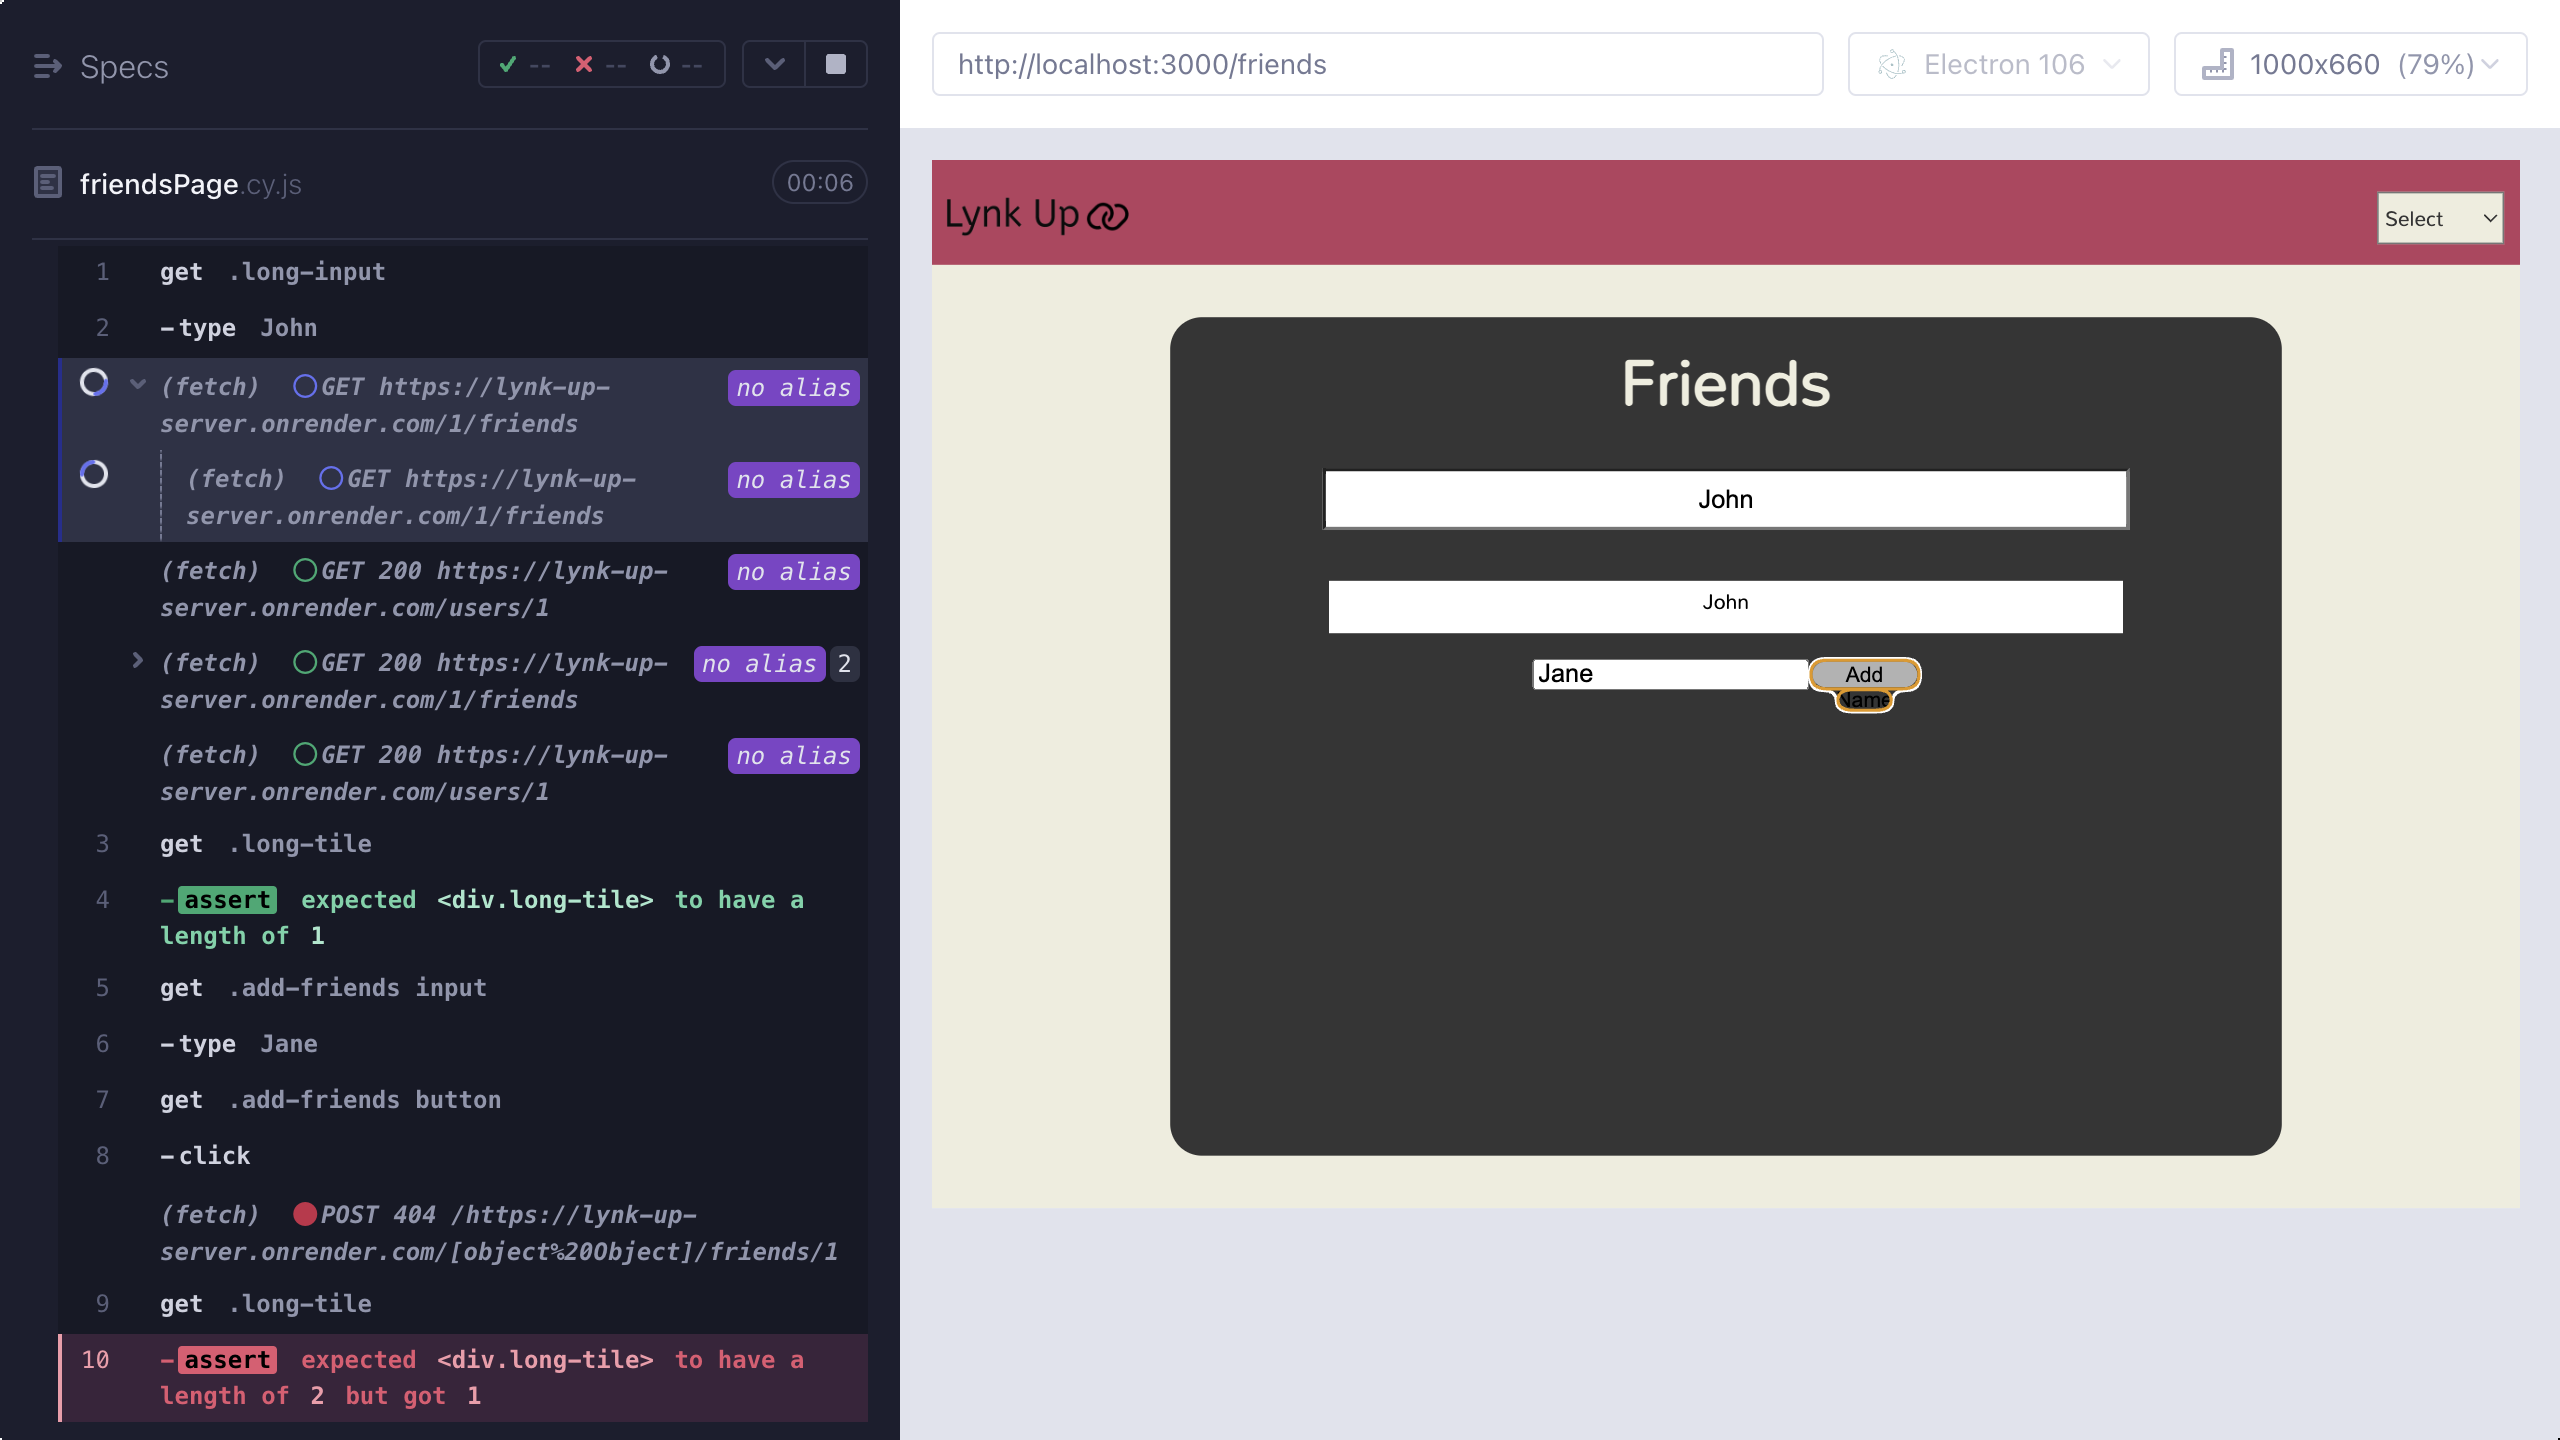 Specs
-- -- --
friendsPage.cy.js
00:06
1 get .long-input
2 -type John
(fetch) GET https://lynk-up- no alias
server.onrender.com/1/friends
(fetch) GET https://lynk-up- no alias
server.onrender.com/1/friends
(fetch) GET 200 https://lynk-up- no alias
server.onrender.com/users/1
(fetch) GET 200 https://lynk-up- no alias 2
server.onrender.com/1/friends
(fetch) GET 200 https://lynk-up- no alias
server.onrender.com/users/1
3 get .long-tile
4 -assert expected <div.long-tile> to have a
length of 1
5 get .add-friends input
6 -type Jane
7 get .add-friends button
8 -click
(fetch) POST 404 /https://lynk-up-
server.onrender.com/[object%20Object]/friends/1
9 get .long-tile
10 -assert expected <div.long-tile> to have a
length of 2 but got 1
http://localhost:3000/friends
Electron 106
1000x660 (79%)
Lynk Up
Select
Friends
John
John
Jane
Add
Name